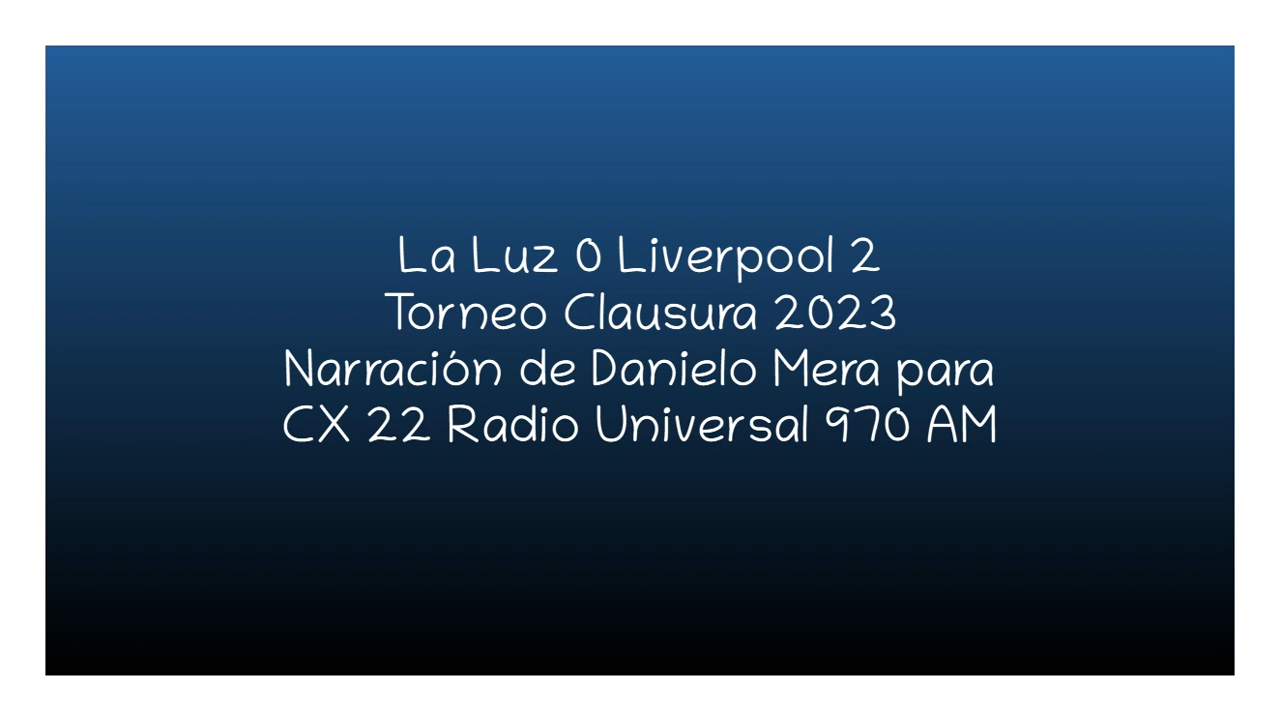 La Luz 0 Liverpool 2
Torneo Clausura 2023
Narración de Danielo Mera para
CX 22 Radio Universal 970 AM